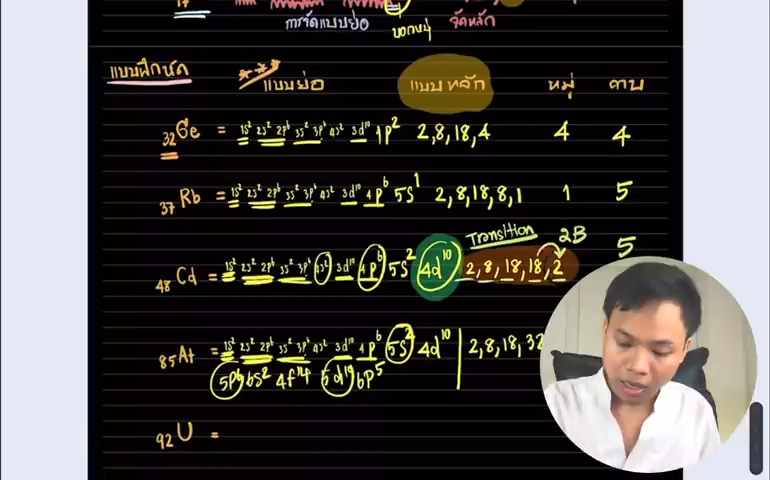 17
การจัดแบบย่อ บอกหมู่ จัดหลัก
แบบฝึกหัด แบบย่อ แบบหลัก หมู่ คาบ
₃₂Ge = 1s² 2s² 2p⁶ 3s² 3p⁶ 4s² 3d¹⁰ 4p² 2,8,18,4 4 4
₃₇Rb = 1s² 2s² 2p⁶ 3s² 3p⁶ 4s² 3d¹⁰ 4p⁶ 5s¹ 2,8,18,8,1 1 5
Transition 2B
₄₈Cd = 1s² 2s² 2p⁶ 3s² 3p⁶ 4s² 3d¹⁰ 4p⁶ 5s² 4d¹⁰ 2,8,18,18,2 5
₈₅At = 1s² 2s² 2p⁶ 3s² 3p⁶ 4s² 3d¹⁰ 4p⁶ 5s² 4d¹⁰ 2,8,18,32
5p⁶ 6s² 4f¹⁴ 5d¹⁰ 6p⁵
₉₂U =